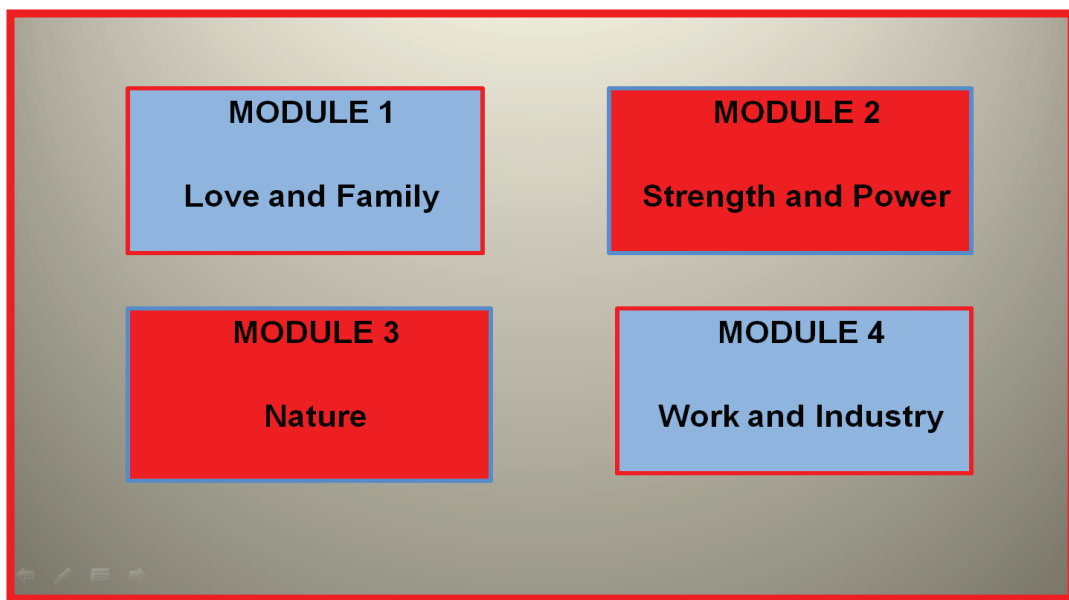 MODULE 1
Love and Family
MODULE 2
Strength and Power
MODULE 3
Nature
MODULE 4
Work and Industry